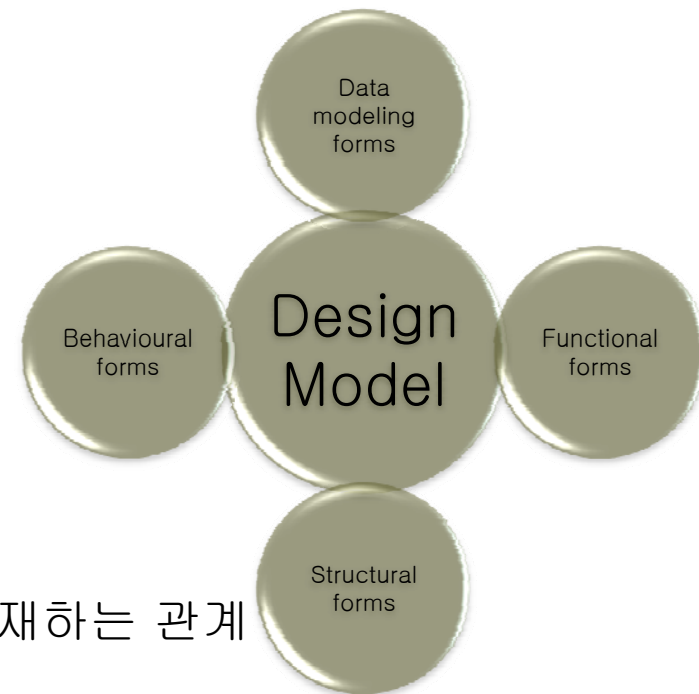 Data
modeling
forms
Behavioural
forms
Design
Model
Functional
forms
Structural
forms
재하는 관계